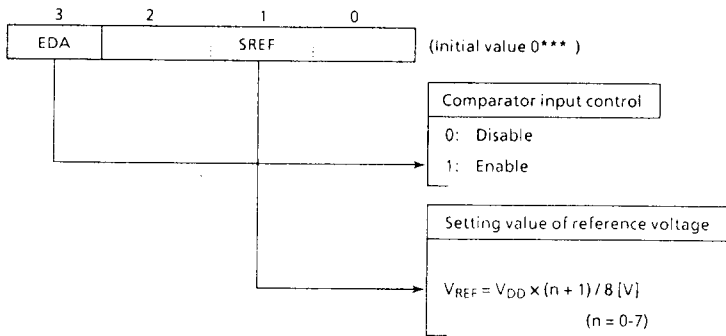 3 2 1 0
EDA SREF (Initial value 0*** )
Comparator input control
0: Disable
1: Enable
Setting value of reference voltage
VREF = VDD × (n + 1) / 8 [V]
(n = 0-7)